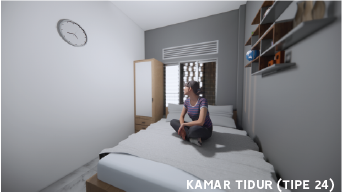 KAMAR TIDUR (TIPE 24)